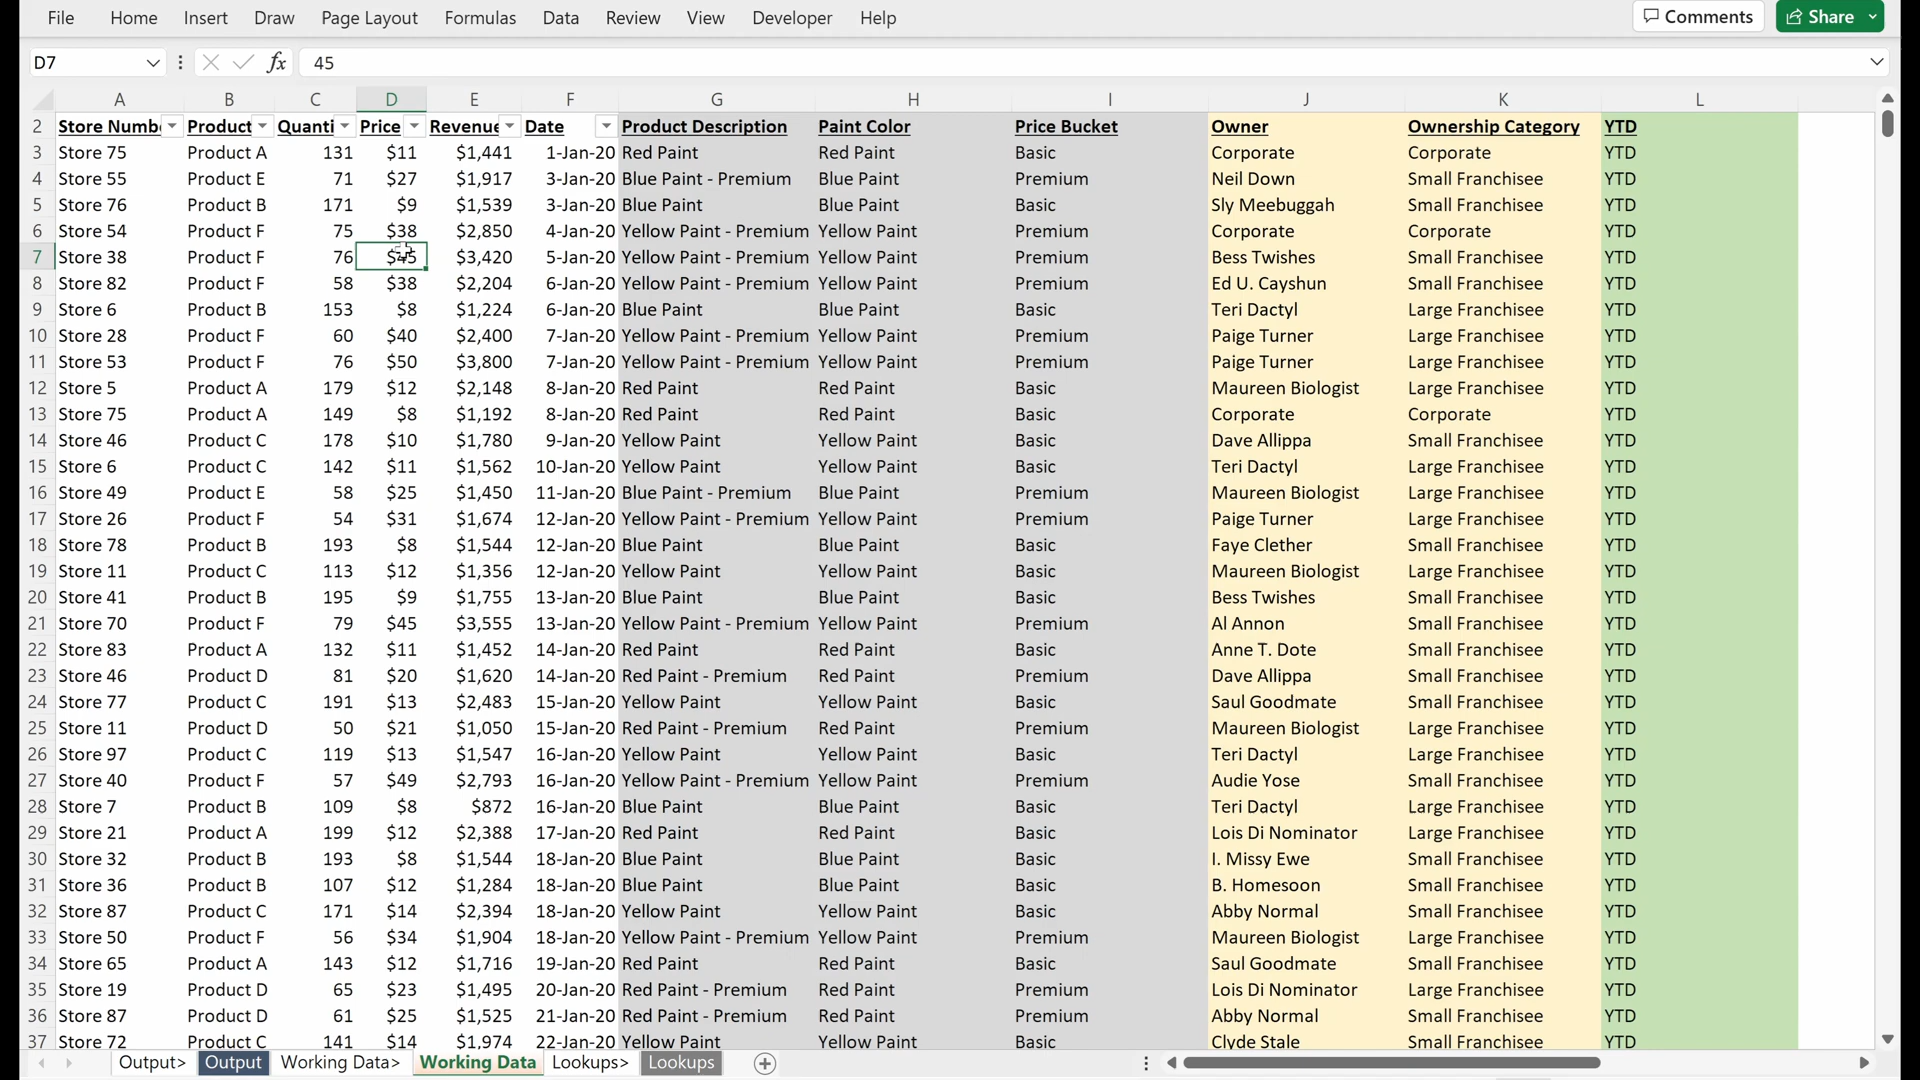 File Home Insert Draw Page Layout Formulas Data Review View Developer Help Comments Share
D7 fx 45
A B C D E F G H I J K L
2 Store Numb Product Quanti Price Revenue Date Product Description Paint Color Price Bucket Owner Ownership Category YTD
3 Store 75 Product A 131 $11 $1,441 1-Jan-20 Red Paint Red Paint Basic Corporate Corporate YTD
4 Store 55 Product E 71 $27 $1,917 3-Jan-20 Blue Paint - Premium Blue Paint Premium Neil Down Small Franchisee YTD
5 Store 76 Product B 171 $9 $1,539 3-Jan-20 Blue Paint Blue Paint Basic Sly Meebuggah Small Franchisee YTD
6 Store 54 Product F 75 $38 $2,850 4-Jan-20 Yellow Paint - Premium Yellow Paint Premium Corporate Corporate YTD
7 Store 38 Product F 76 $45 $3,420 5-Jan-20 Yellow Paint - Premium Yellow Paint Premium Bess Twishes Small Franchisee YTD
8 Store 82 Product F 58 $38 $2,204 6-Jan-20 Yellow Paint - Premium Yellow Paint Premium Ed U. Cayshun Small Franchisee YTD
9 Store 6 Product B 153 $8 $1,224 6-Jan-20 Blue Paint Blue Paint Basic Teri Dactyl Large Franchisee YTD
10 Store 28 Product F 60 $40 $2,400 7-Jan-20 Yellow Paint - Premium Yellow Paint Premium Paige Turner Large Franchisee YTD
11 Store 53 Product F 76 $50 $3,800 7-Jan-20 Yellow Paint - Premium Yellow Paint Premium Paige Turner Large Franchisee YTD
12 Store 5 Product A 179 $12 $2,148 8-Jan-20 Red Paint Red Paint Basic Maureen Biologist Large Franchisee YTD
13 Store 75 Product A 149 $8 $1,192 8-Jan-20 Red Paint Red Paint Basic Corporate Corporate YTD
14 Store 46 Product C 178 $10 $1,780 9-Jan-20 Yellow Paint Yellow Paint Basic Dave Allippa Small Franchisee YTD
15 Store 6 Product C 142 $11 $1,562 10-Jan-20 Yellow Paint Yellow Paint Basic Teri Dactyl Large Franchisee YTD
16 Store 49 Product E 58 $25 $1,450 11-Jan-20 Blue Paint - Premium Blue Paint Premium Maureen Biologist Large Franchisee YTD
17 Store 26 Product F 54 $31 $1,674 12-Jan-20 Yellow Paint - Premium Yellow Paint Premium Paige Turner Large Franchisee YTD
18 Store 78 Product B 193 $8 $1,544 12-Jan-20 Blue Paint Blue Paint Basic Faye Clether Small Franchisee YTD
19 Store 11 Product C 113 $12 $1,356 12-Jan-20 Yellow Paint Yellow Paint Basic Maureen Biologist Large Franchisee YTD
20 Store 41 Product B 195 $9 $1,755 13-Jan-20 Blue Paint Blue Paint Basic Bess Twishes Small Franchisee YTD
21 Store 70 Product F 79 $45 $3,555 13-Jan-20 Yellow Paint - Premium Yellow Paint Premium Al Annon Small Franchisee YTD
22 Store 83 Product A 132 $11 $1,452 14-Jan-20 Red Paint Red Paint Basic Anne T. Dote Small Franchisee YTD
23 Store 46 Product D 81 $20 $1,620 14-Jan-20 Red Paint - Premium Red Paint Premium Dave Allippa Small Franchisee YTD
24 Store 77 Product C 191 $13 $2,483 15-Jan-20 Yellow Paint Yellow Paint Basic Saul Goodmate Small Franchisee YTD
25 Store 11 Product D 50 $21 $1,050 15-Jan-20 Red Paint - Premium Red Paint Premium Maureen Biologist Large Franchisee YTD
26 Store 97 Product C 119 $13 $1,547 16-Jan-20 Yellow Paint Yellow Paint Basic Teri Dactyl Large Franchisee YTD
27 Store 40 Product F 57 $49 $2,793 16-Jan-20 Yellow Paint - Premium Yellow Paint Premium Audie Yose Small Franchisee YTD
28 Store 7 Product B 109 $8 $872 16-Jan-20 Blue Paint Blue Paint Basic Teri Dactyl Large Franchisee YTD
29 Store 21 Product A 199 $12 $2,388 17-Jan-20 Red Paint Red Paint Basic Lois Di Nominator Large Franchisee YTD
30 Store 32 Product B 193 $8 $1,544 18-Jan-20 Blue Paint Blue Paint Basic I. Missy Ewe Small Franchisee YTD
31 Store 36 Product B 107 $12 $1,284 18-Jan-20 Blue Paint Blue Paint Basic B. Homesoon Small Franchisee YTD
32 Store 87 Product C 171 $14 $2,394 18-Jan-20 Yellow Paint Yellow Paint Basic Abby Normal Small Franchisee YTD
33 Store 50 Product F 56 $34 $1,904 18-Jan-20 Yellow Paint - Premium Yellow Paint Premium Maureen Biologist Large Franchisee YTD
34 Store 65 Product A 143 $12 $1,716 19-Jan-20 Red Paint Red Paint Basic Saul Goodmate Small Franchisee YTD
35 Store 19 Product D 65 $23 $1,495 20-Jan-20 Red Paint - Premium Red Paint Premium Lois Di Nominator Large Franchisee YTD
36 Store 87 Product D 61 $25 $1,525 21-Jan-20 Red Paint - Premium Red Paint Premium Abby Normal Small Franchisee YTD
37 Store 72 Product C 141 $14 $1,974 22-Jan-20 Yellow Paint Yellow Paint Basic Clyde Stale Small Franchisee YTD
Output> Output Working Data> Working Data Lookups> Lookups